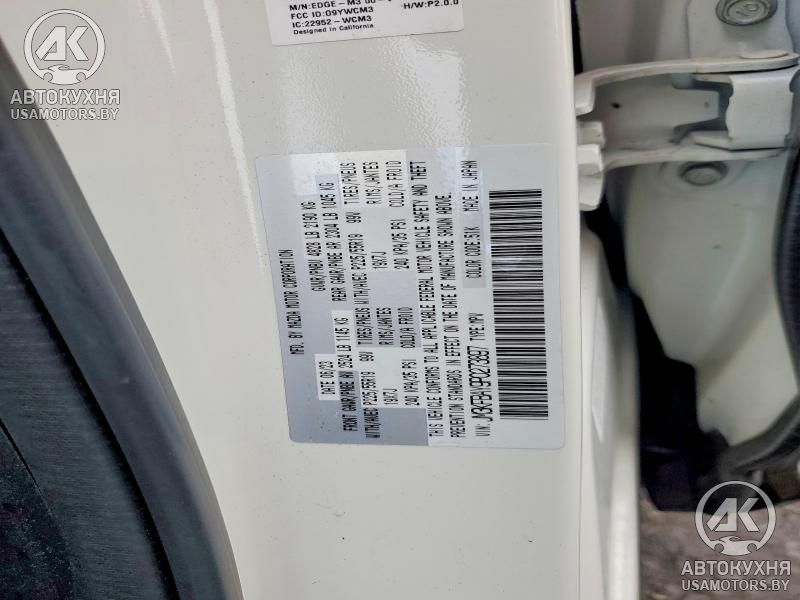 M/N:EDGE-M3 00
H/W:P2.0.0
FCC ID:O9YWCM3
IC:22952-WCM3
Designed in California
AK
АВТОКУХНЯ
USAMOTORS.BY
MFD. BY MAZDA MOTOR CORPORATION
DATE 06/23 GVWR/PNBV 4828 LB 2190 KG
FRONT GAWR/PNBE AV 2524 LB 1145 KG REAR GAWR/PNBE AR 2304 LB 1045 KG
WITH/AVEC P225/55R19 99V TIRES/PNEUS WITH/AVEC P225/55R19 99V TIRES/PNEUS
19X7J RIMS/JANTES 19X7J RIMS/JANTES
240 KPA/35 PSI COLD/A FROID 240 KPA/35 PSI COLD/A FROID
THIS VEHICLE CONFORMS TO ALL APPLICABLE FEDERAL MOTOR VEHICLE SAFETY AND THEFT
PREVENTION STANDARDS IN EFFECT ON THE DATE OF MANUFACTURE SHOWN ABOVE.
VIN: TYPE:MPV COLOR CODE:51K MADE IN JAPAN
AK
АВТОКУХНЯ
USAMOTORS.BY